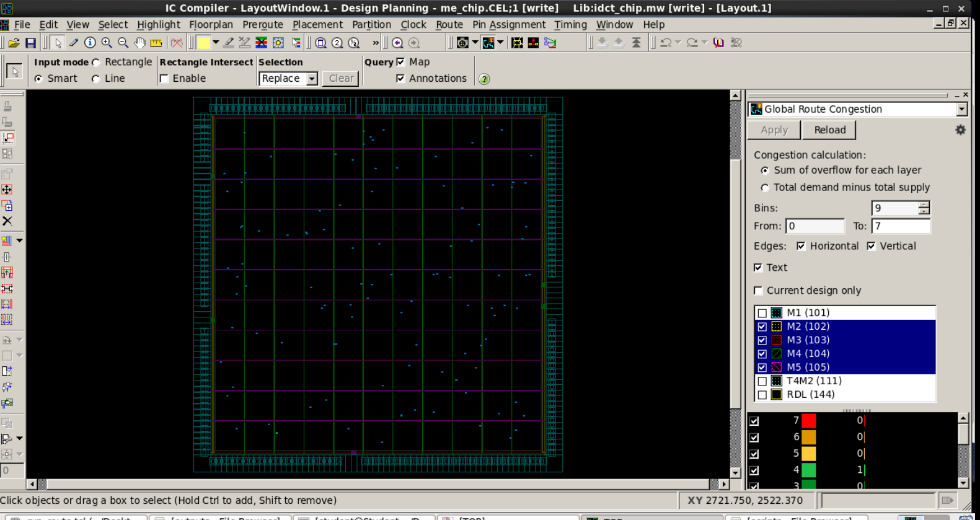 IC Compiler - LayoutWindow.1 - Design Planning - me_chip.CEL;1 [write]    Lib:idct_chip.mw [write] - [Layout.1]
File Edit View Select Highlight Floorplan Preroute Placement Partition Clock Route Pin Assignment Timing Window Help
Input mode Rectangle Rectangle Intersect Selection Query Map
Smart Line Enable Replace Clear Annotations
Global Route Congestion
Apply Reload
Congestion calculation:
Sum of overflow for each layer
Total demand minus total supply
Bins: 9
From: 0 To: 7
Edges: Horizontal Vertical
Text
Current design only
M1 (101)
M2 (102)
M3 (103)
M4 (104)
M5 (105)
T4M2 (111)
RDL (144)
7 0
6 0
5 0
4 1
3 0
0
Click objects or drag a box to select (Hold Ctrl to add, Shift to remove) XY 2721.750, 2522.370